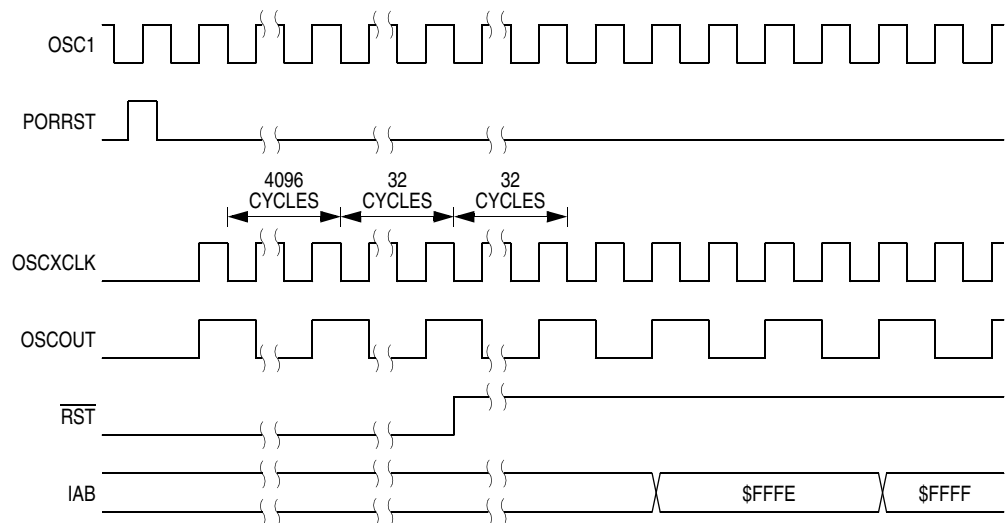 OSC1
PORRST
4096
CYCLES
32
CYCLES
32
CYCLES
OSCXCLK
OSCOUT
RST
IAB
$FFFE
$FFFF